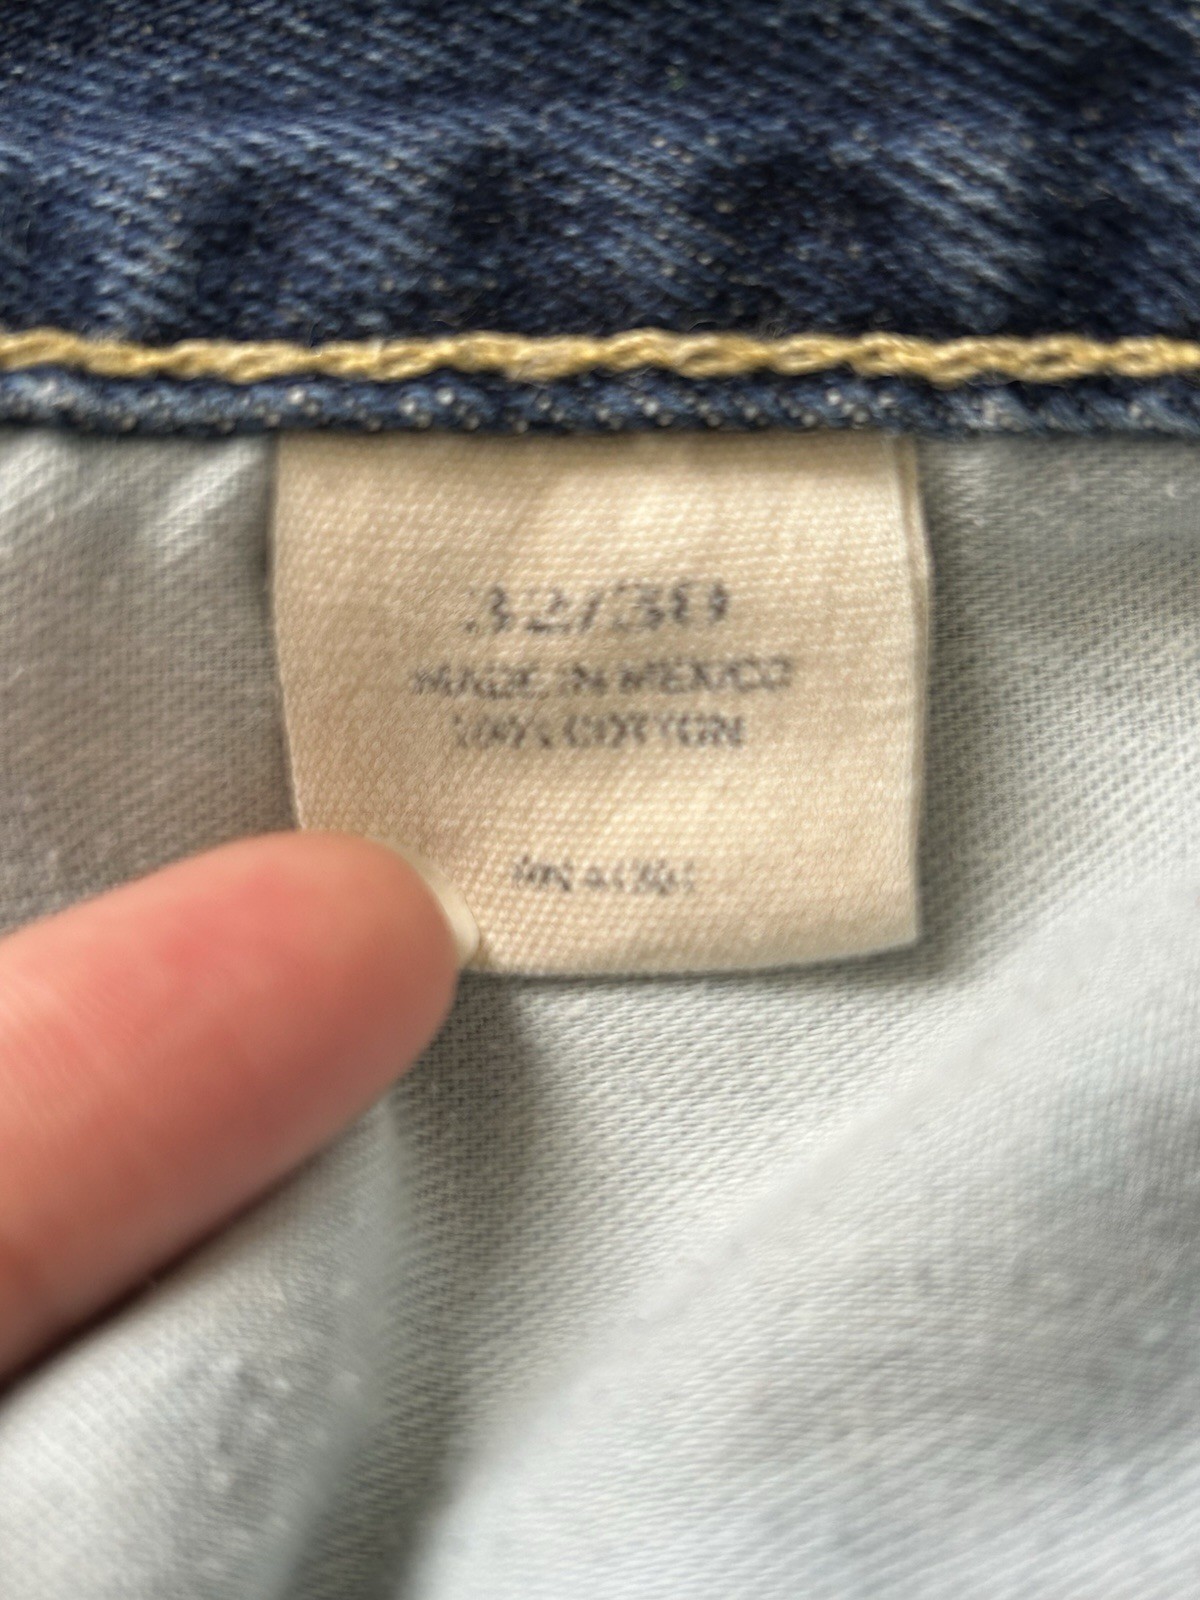 32/30
MADE IN MEXICO
100% COTTON